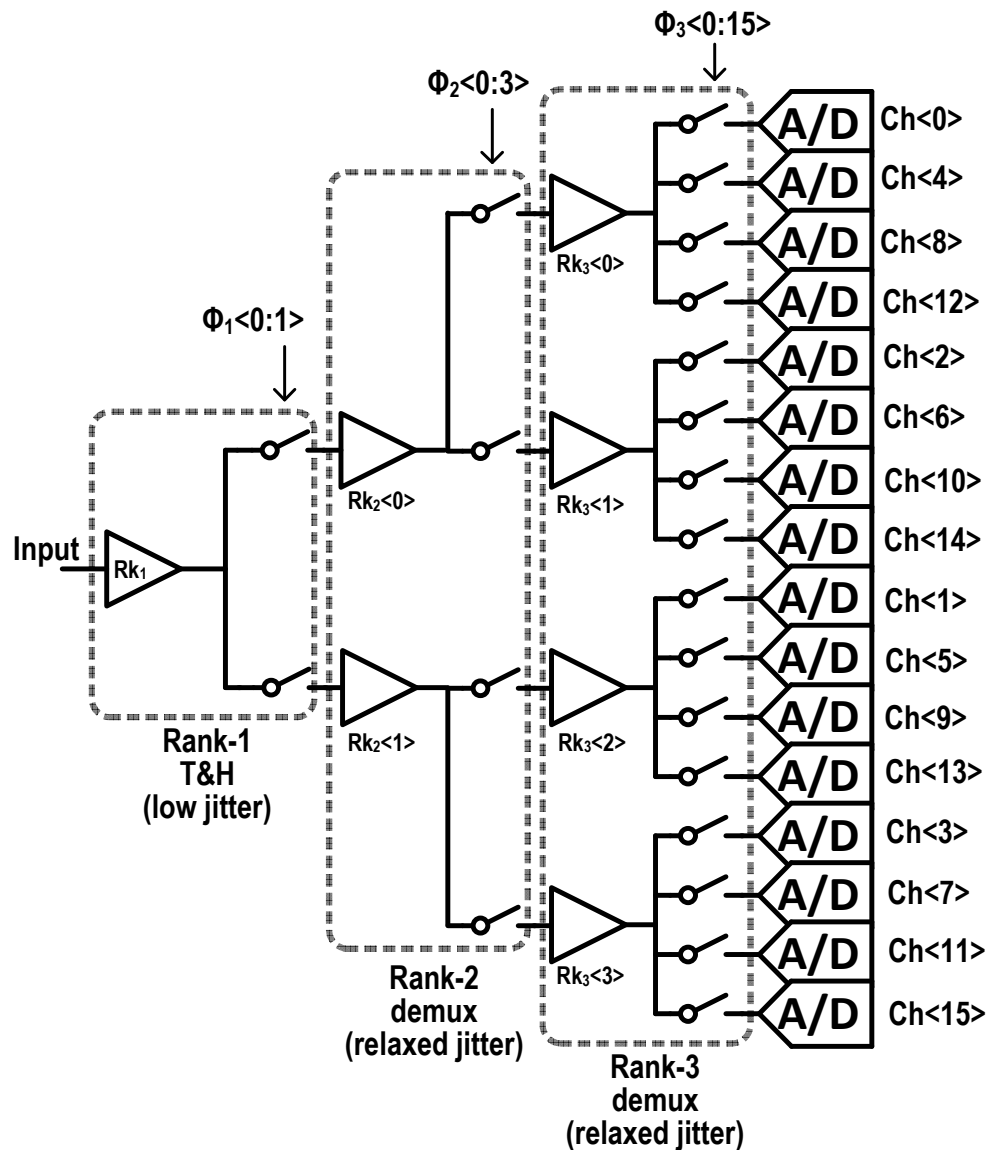 Φ₃<0:15>
Φ₂<0:3>
Φ₁<0:1>
Input
Rk₁
Rank-1
T&H
(low jitter)
Rk₂<0>
Rk₂<1>
Rank-2
demux
(relaxed jitter)
Rk₃<0>
Rk₃<1>
Rk₃<2>
Rk₃<3>
Rank-3
demux
(relaxed jitter)
A/D Ch<0>
A/D Ch<4>
A/D Ch<8>
A/D Ch<12>
A/D Ch<2>
A/D Ch<6>
A/D Ch<10>
A/D Ch<14>
A/D Ch<1>
A/D Ch<5>
A/D Ch<9>
A/D Ch<13>
A/D Ch<3>
A/D Ch<7>
A/D Ch<11>
A/D Ch<15>